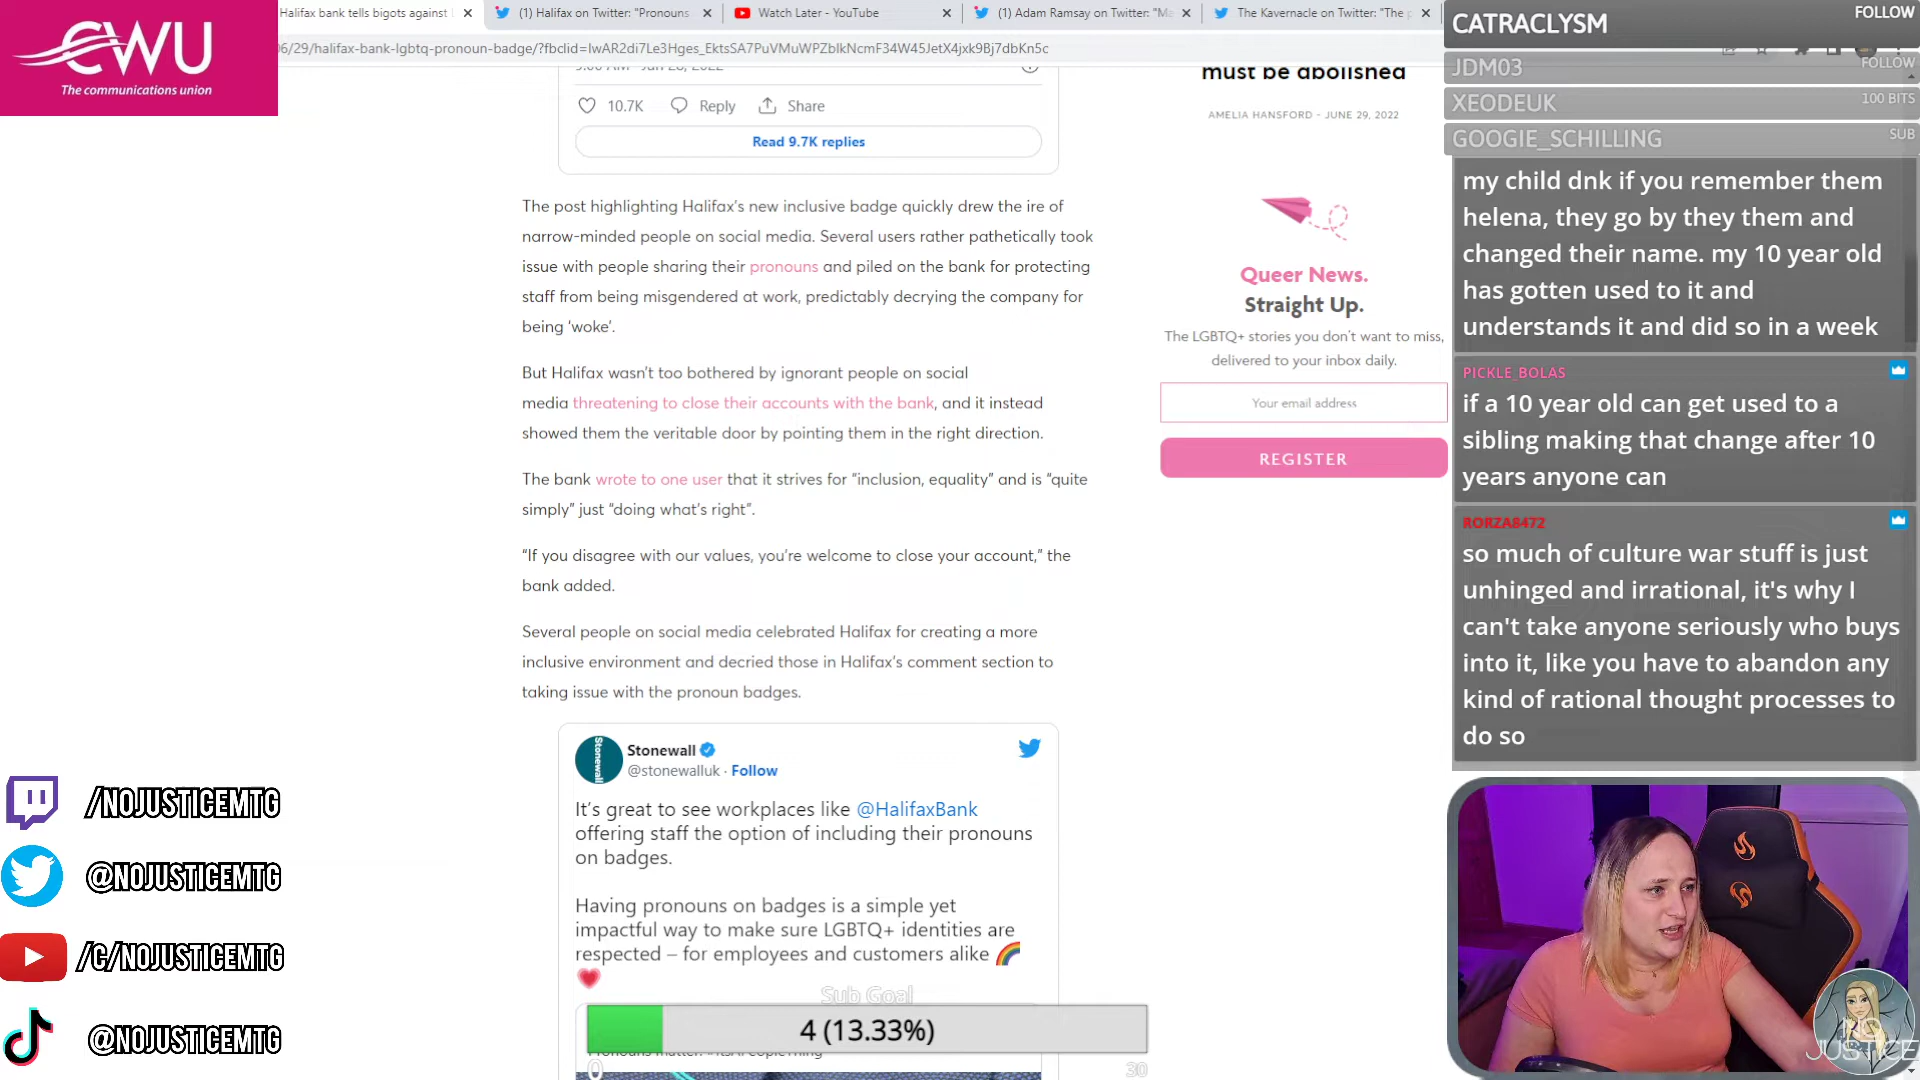 CWU
The communications union
Halifax bank tells bigots against
(1) Halifax on Twitter: "Pronouns
Watch Later - YouTube
(1) Adam Ramsay on Twitter: "Ma
The Kavernacle on Twitter: "The p
06/29/halifax-bank-lgbtq-pronoun-badge/?fbclid=IwAR2di7Le3Hges_EktsSA7PuVMuWPZbIkNcmF34W45JetX4jxk9Bj7dbKn5c
10.7K Reply Share
Read 9.7K replies
The post highlighting Halifax's new inclusive badge quickly drew the ire of
narrow-minded people on social media. Several users rather pathetically took
issue with people sharing their pronouns and piled on the bank for protecting
staff from being misgendered at work, predictably decrying the company for
being ‘woke’.
But Halifax wasn't too bothered by ignorant people on social
media threatening to close their accounts with the bank, and it instead
showed them the veritable door by pointing them in the right direction.
The bank wrote to one user that it strives for “inclusion, equality” and is “quite
simply” just “doing what's right”.
“If you disagree with our values, you're welcome to close your account,” the
bank added.
Several people on social media celebrated Halifax for creating a more
inclusive environment and decried those in Halifax's comment section to
taking issue with the pronoun badges.
Stonewall
Stonewall
@stonewalluk · Follow
It's great to see workplaces like @HalifaxBank
offering staff the option of including their pronouns
on badges.
Having pronouns on badges is a simple yet
impactful way to make sure LGBTQ+ identities are
respected – for employees and customers alike 🌈
💗
Sub Goal
4 (13.33%)
0
30
must be abolished
AMELIA HANSFORD - JUNE 29, 2022
Queer News.
Straight Up.
The LGBTQ+ stories you don't want to miss,
delivered to your inbox daily.
Your email address
REGISTER
CATRACLYSM FOLLOW
JDM03 FOLLOW
XEODEUK 100 BITS
GOOGIE_SCHILLING SUB
my child dnk if you remember them
helena, they go by they them and
changed their name. my 10 year old
has gotten used to it and
understands it and did so in a week
PICKLE_BOLAS
if a 10 year old can get used to a
sibling making that change after 10
years anyone can
RORZA8472
so much of culture war stuff is just
unhinged and irrational, it's why I
can't take anyone seriously who buys
into it, like you have to abandon any
kind of rational thought processes to
do so
/NOJUSTICEMTG
@NOJUSTICEMTG
/C/NOJUSTICEMTG
@NOJUSTICEMTG
NO
JUSTICE